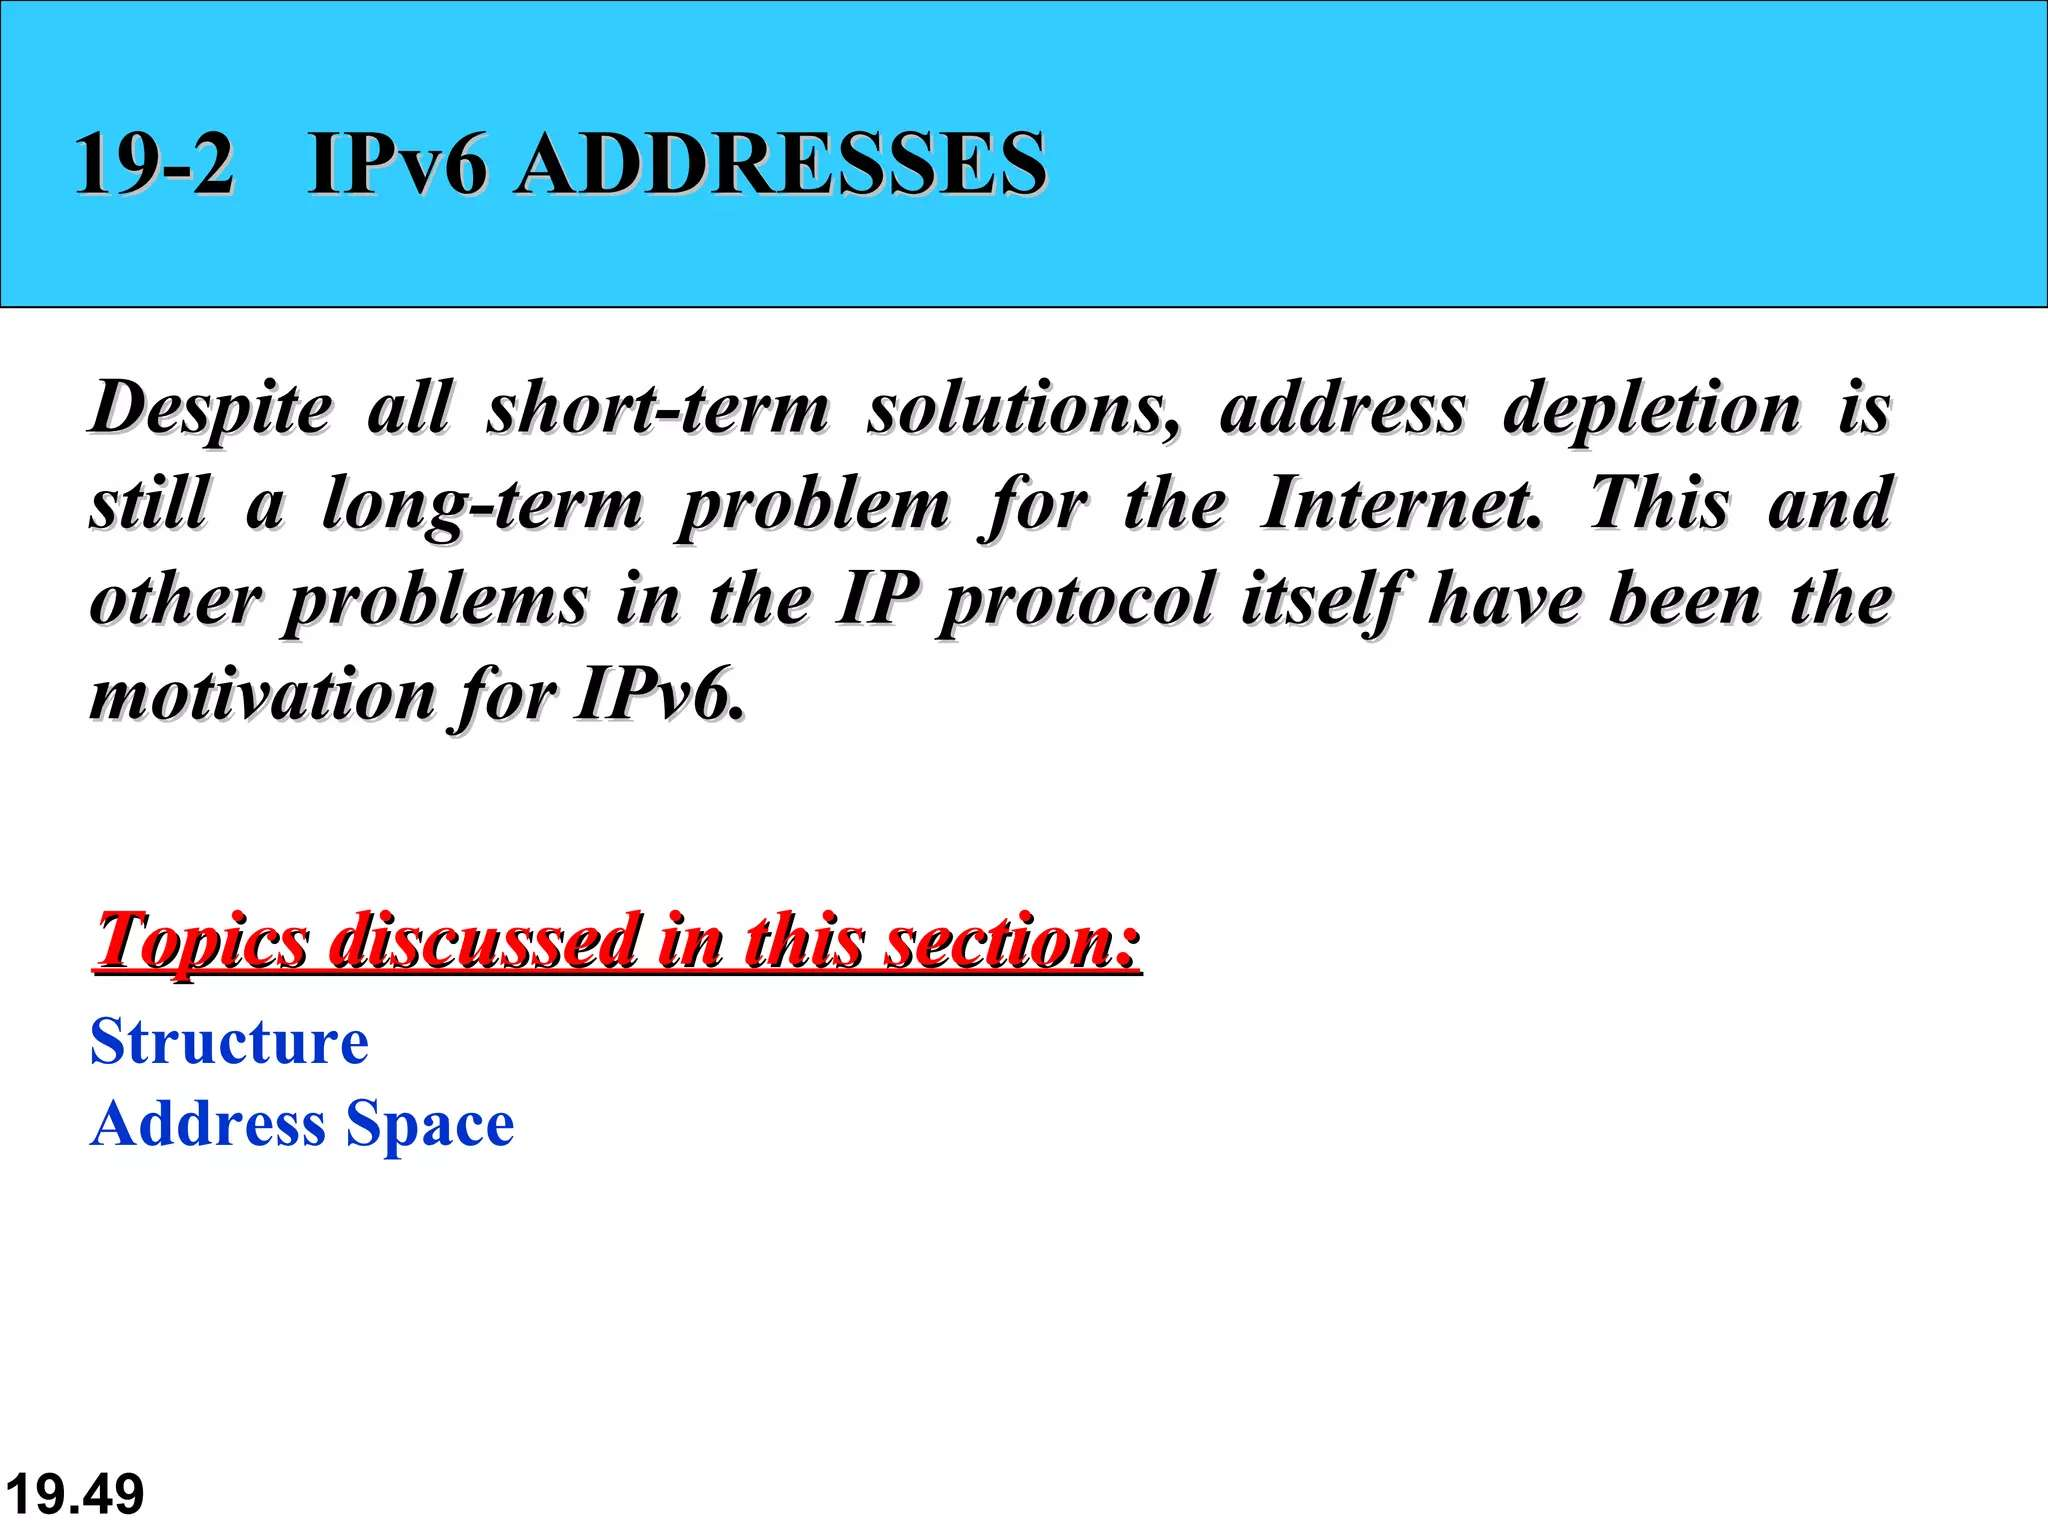 19-2 IPv6 ADDRESSES
Despite all short-term solutions, address depletion is
still a long-term problem for the Internet. This and
other problems in the IP protocol itself have been the
motivation for IPv6.
Topics discussed in this section:
Structure
Address Space
19.49